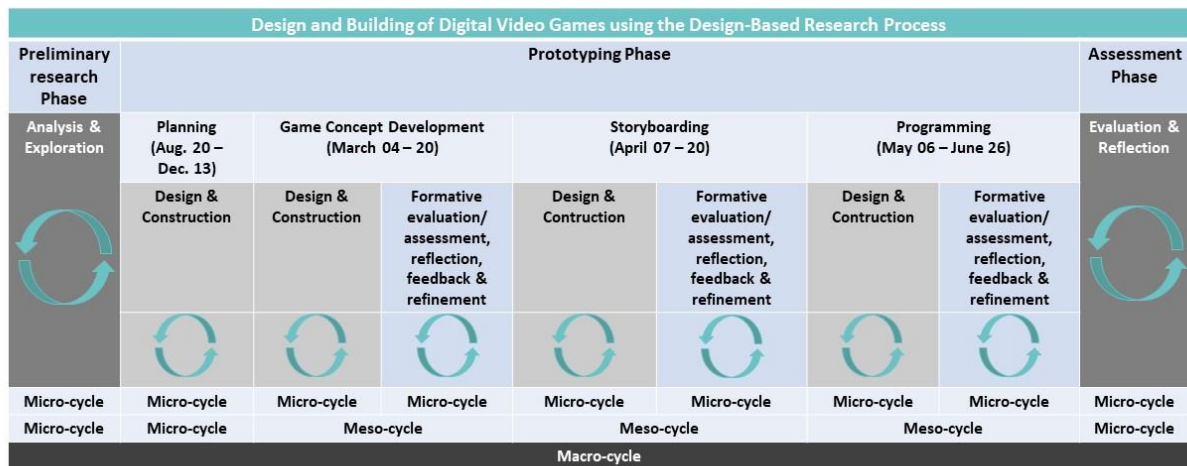 Design and Building of Digital Video Games using the Design-Based Research Process
Preliminary
research
Phase
Prototyping Phase
Assessment
Phase
Analysis &
Exploration
Planning
(Aug. 20 –
Dec. 13)
Game Concept Development
(March 04 – 20)
Storyboarding
(April 07 – 20)
Programming
(May 06 – June 26)
Evaluation &
Reflection
Design &
Construction
Design &
Construction
Formative
evaluation/
assessment,
reflection,
feedback &
refinement
Design &
Contruction
Formative
evaluation/
assessment,
reflection,
feedback &
refinement
Design &
Contruction
Formative
evaluation/
assessment,
reflection,
feedback &
refinement
Micro-cycle Micro-cycle Micro-cycle Micro-cycle Micro-cycle Micro-cycle Micro-cycle Micro-cycle Micro-cycle
Micro-cycle Micro-cycle Meso-cycle Meso-cycle Meso-cycle Micro-cycle
Macro-cycle